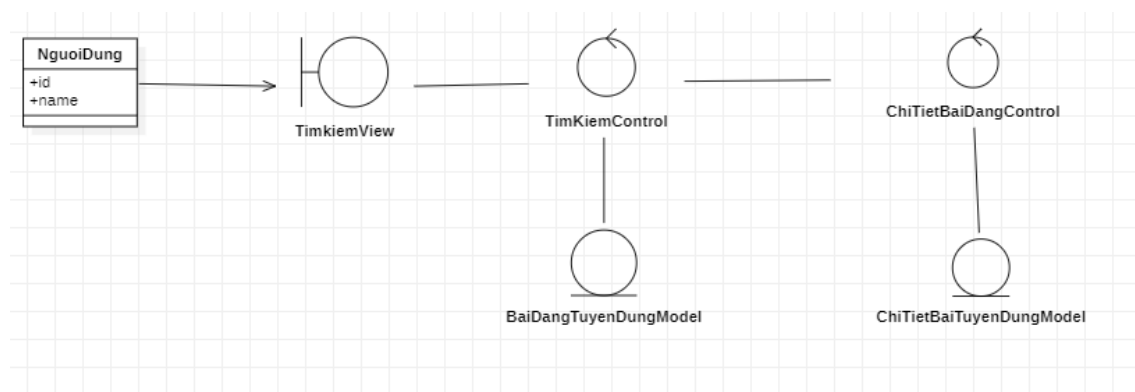 NguoiDung
+id
+name
TimkiemView
TimKiemControl
ChiTietBaiDangControl
BaiDangTuyenDungModel
ChiTietBaiTuyenDungModel